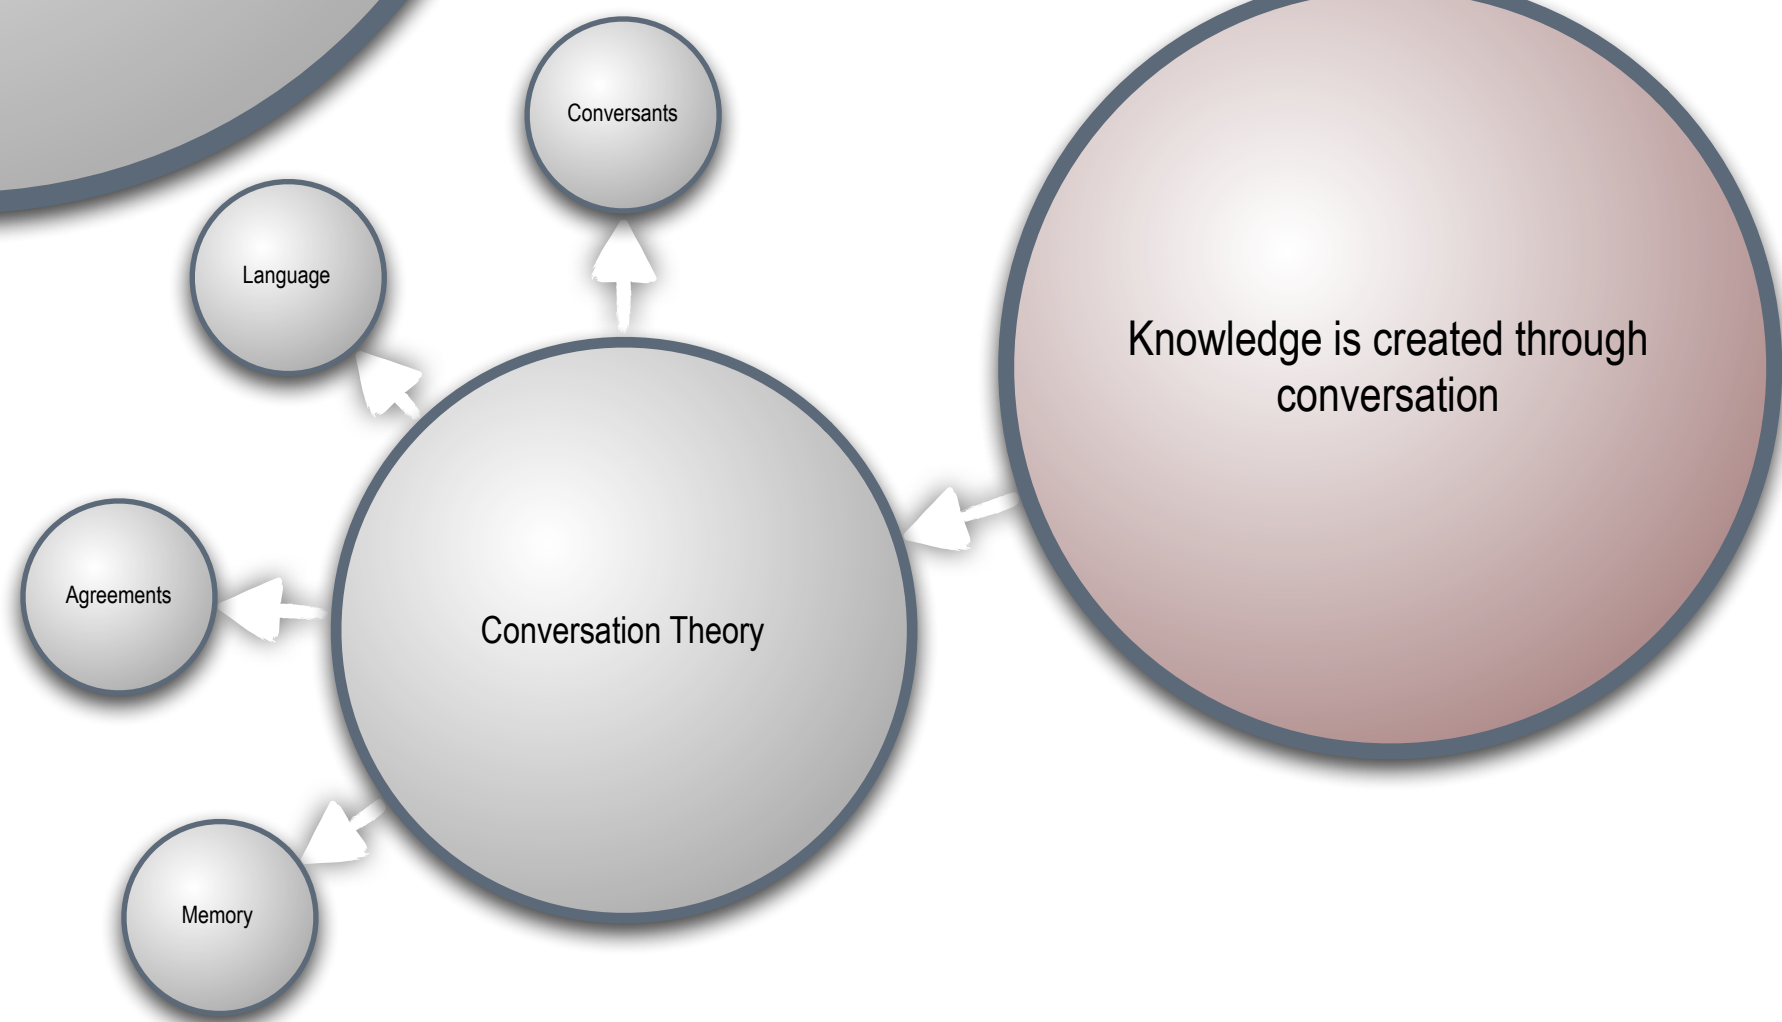 Conversants
Language
Knowledge is created through
conversation
Agreements
Conversation Theory
Memory